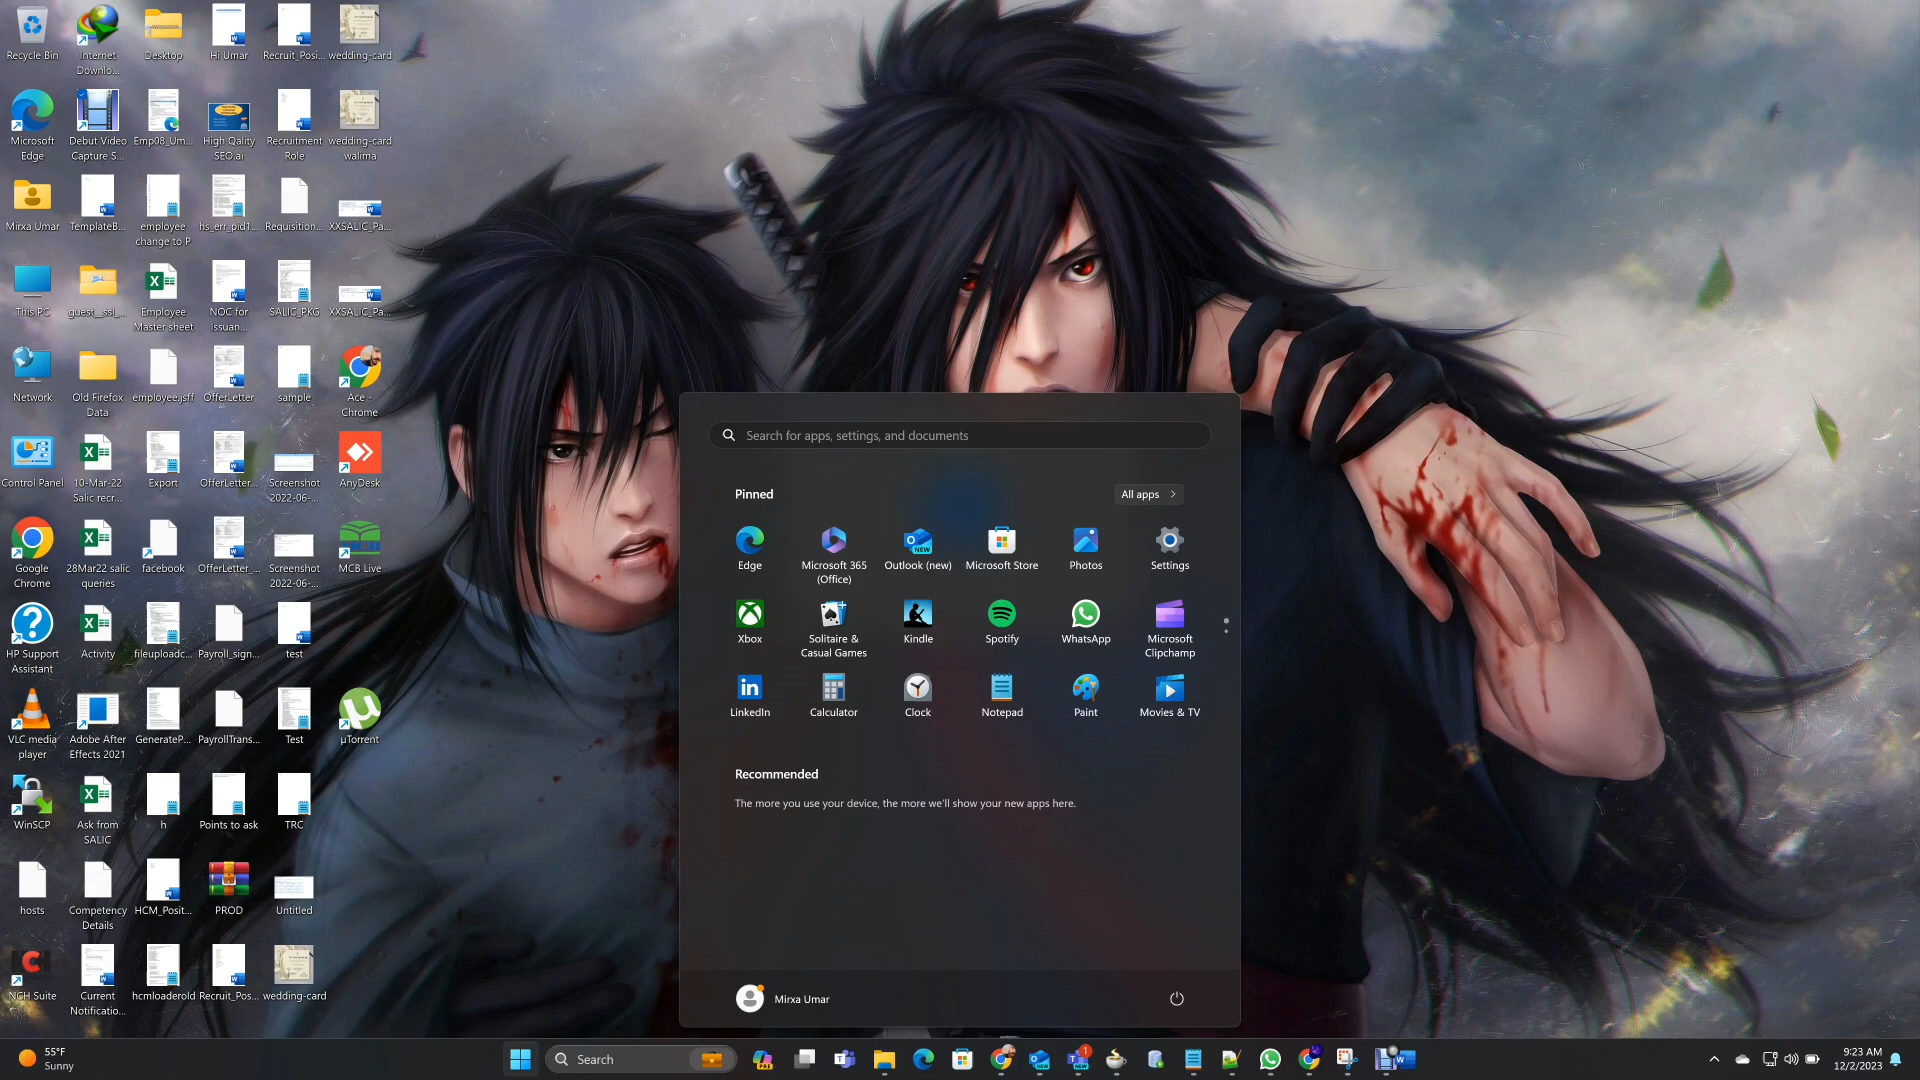 Recycle Bin
Internet
Downlo...
Desktop
Hi Umar
Recruit_Posi...
wedding-card
Microsoft
Edge
Debut Video
Capture S...
Emp08_Um...
High Qality
SEO.ai
Recruitment
Role
wedding-card
walima
Mirxa Umar
TemplateB...
employee
change to P
hs_err_pid1...
Requisition...
XXSALIC_Pa...
This PC
guest__ssl_...
Employee
Master sheet
NOC for
Issuan...
SALIC_PKG
XXSALIC_Pa...
Network
Old Firefox
Data
employee.jsff
OfferLetter
sample
Ace -
Chrome
Control Panel
10-Mar-22
Salic recr...
Export
OfferLetter...
Screenshot
2022-06-...
AnyDesk
Google
Chrome
28Mar22 salic
queries
facebook
OfferLetter_...
Screenshot
2022-06-...
MCB Live
HP Support
Assistant
Activity
fileuploadc...
Payroll_sign...
test
VLC media
player
Adobe After
Effects 2021
GenerateP...
PayrollTrans...
Test
µTorrent
WinSCP
Ask from
SALIC
h
Points to ask
TRC
hosts
Competency
Details
HCM_Posit...
PROD
Untitled
NCH Suite
Current
Notificatio...
hcmloaderold
Recruit_Pos...
wedding-card
Search for apps, settings, and documents
Pinned
All apps
Edge
Microsoft 365
(Office)
Outlook (new)
Microsoft Store
Photos
Settings
Xbox
Solitaire &
Casual Games
Kindle
Spotify
WhatsApp
Microsoft
Clipchamp
LinkedIn
Calculator
Clock
Notepad
Paint
Movies & TV
Recommended
The more you use your device, the more we'll show your new apps here.
Mirxa Umar
55°F
Sunny
Search
9:23 AM
12/2/2023